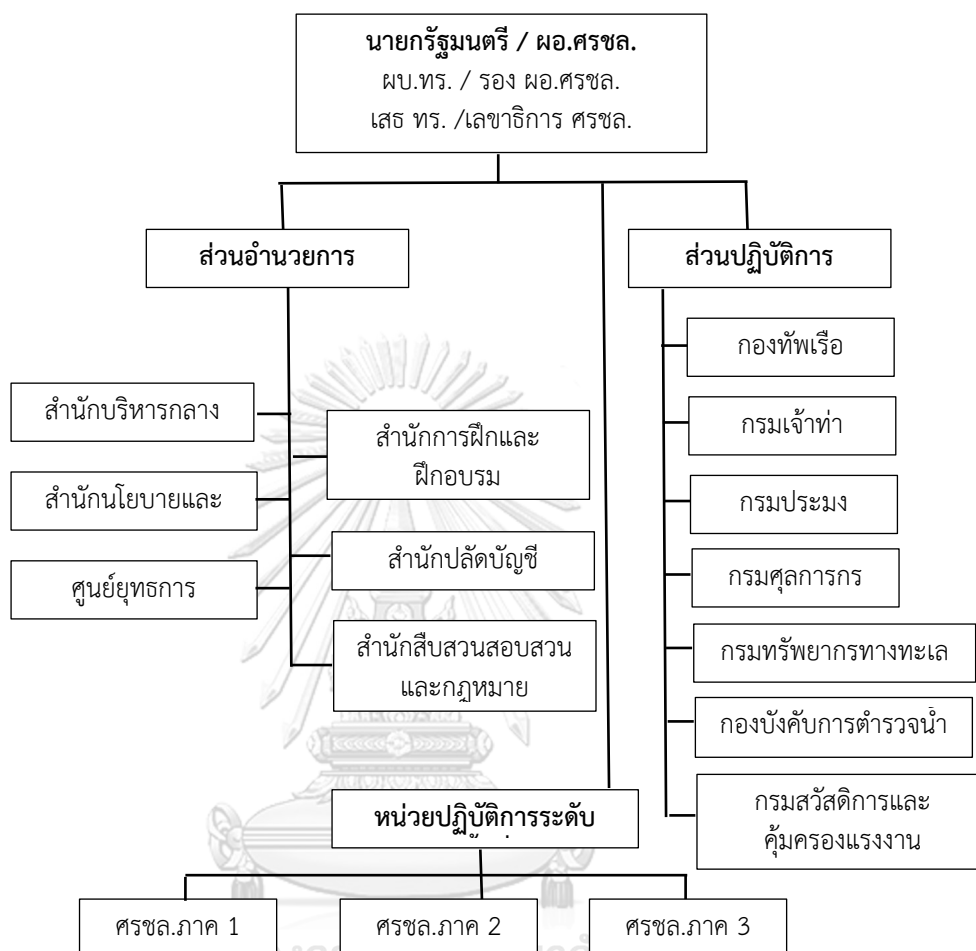 นายกรัฐมนตรี / ผอ.ศรชล.
ผบ.ทร. / รอง ผอ.ศรชล.
เสธ ทร. /เลขาธิการ ศรชล.
ส่วนอำนวยการ
ส่วนปฏิบัติการ
สำนักบริหารกลาง
สำนักนโยบายและ
ศูนย์ยุทธการ
สำนักการฝึกและ
ฝึกอบรม
สำนักปลัดบัญชี
สำนักสืบสวนสอบสวน
และกฎหมาย
กองทัพเรือ
กรมเจ้าท่า
กรมประมง
กรมศุลการกร
กรมทรัพยากรทางทะเล
กองบังคับการตำรวจน้ำ
กรมสวัสดิการและ
คุ้มครองแรงงาน
หน่วยปฏิบัติการระดับ
ศรชล.ภาค 1
ศรชล.ภาค 2
ศรชล.ภาค 3